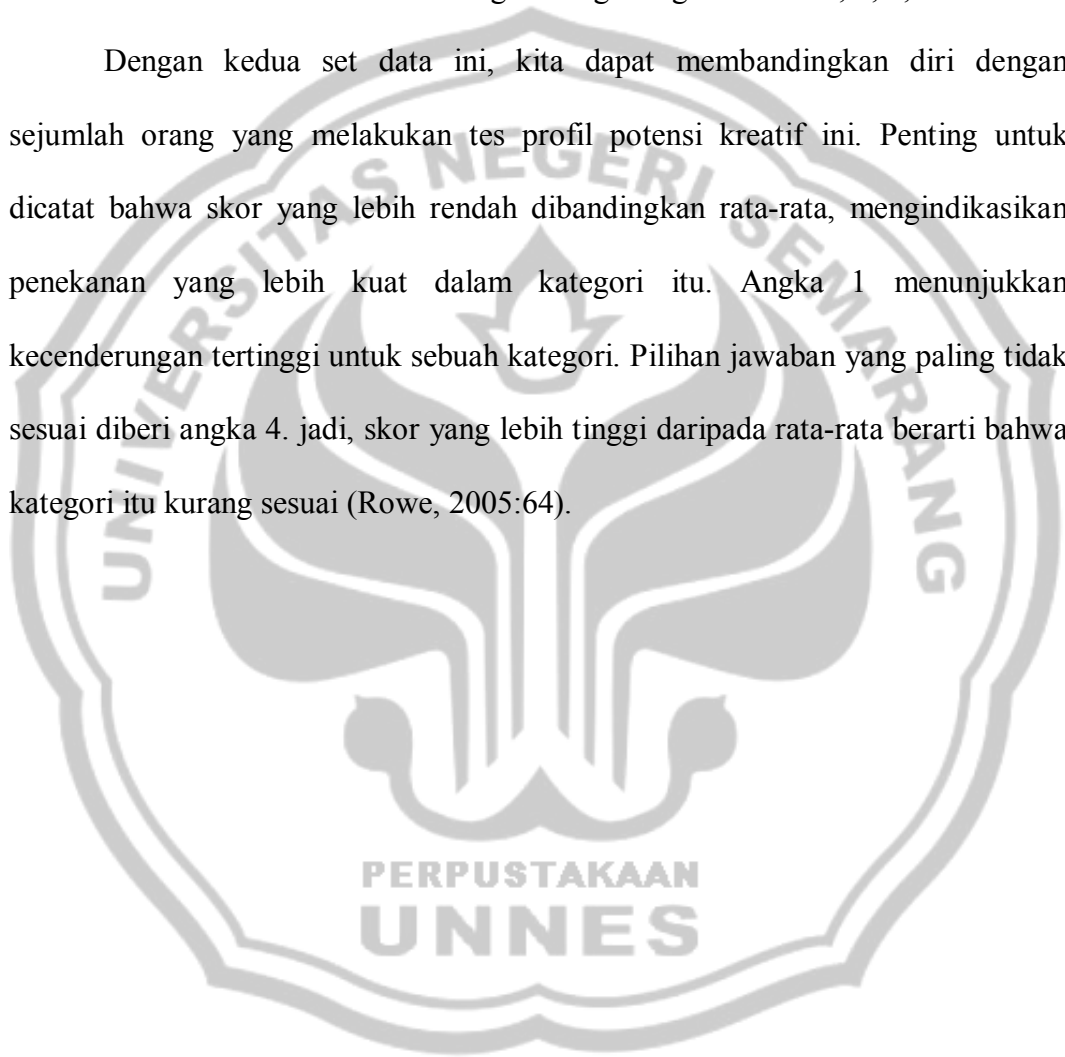 Dengan kedua set data ini, kita dapat membandingkan diri dengan
sejumlah orang yang melakukan tes profil potensi kreatif ini. Penting untuk
dicatat bahwa skor yang lebih rendah dibandingkan rata-rata, mengindikasikan
penekanan yang lebih kuat dalam kategori itu. Angka 1 menunjukkan
kecenderungan tertinggi untuk sebuah kategori. Pilihan jawaban yang paling tidak
sesuai diberi angka 4. jadi, skor yang lebih tinggi daripada rata-rata berarti bahwa
kategori itu kurang sesuai (Rowe, 2005:64).
UNIVERSITAS NEGERI SEMARANG
PERPUSTAKAAN
UNNES